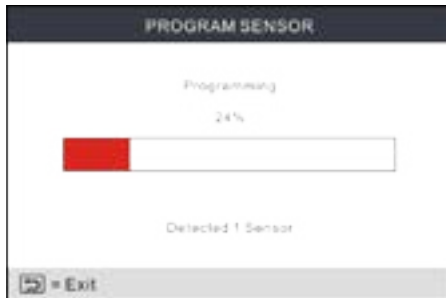 PROGRAM SENSOR
Programming
24%
Detected 1 Sensor
= Exit